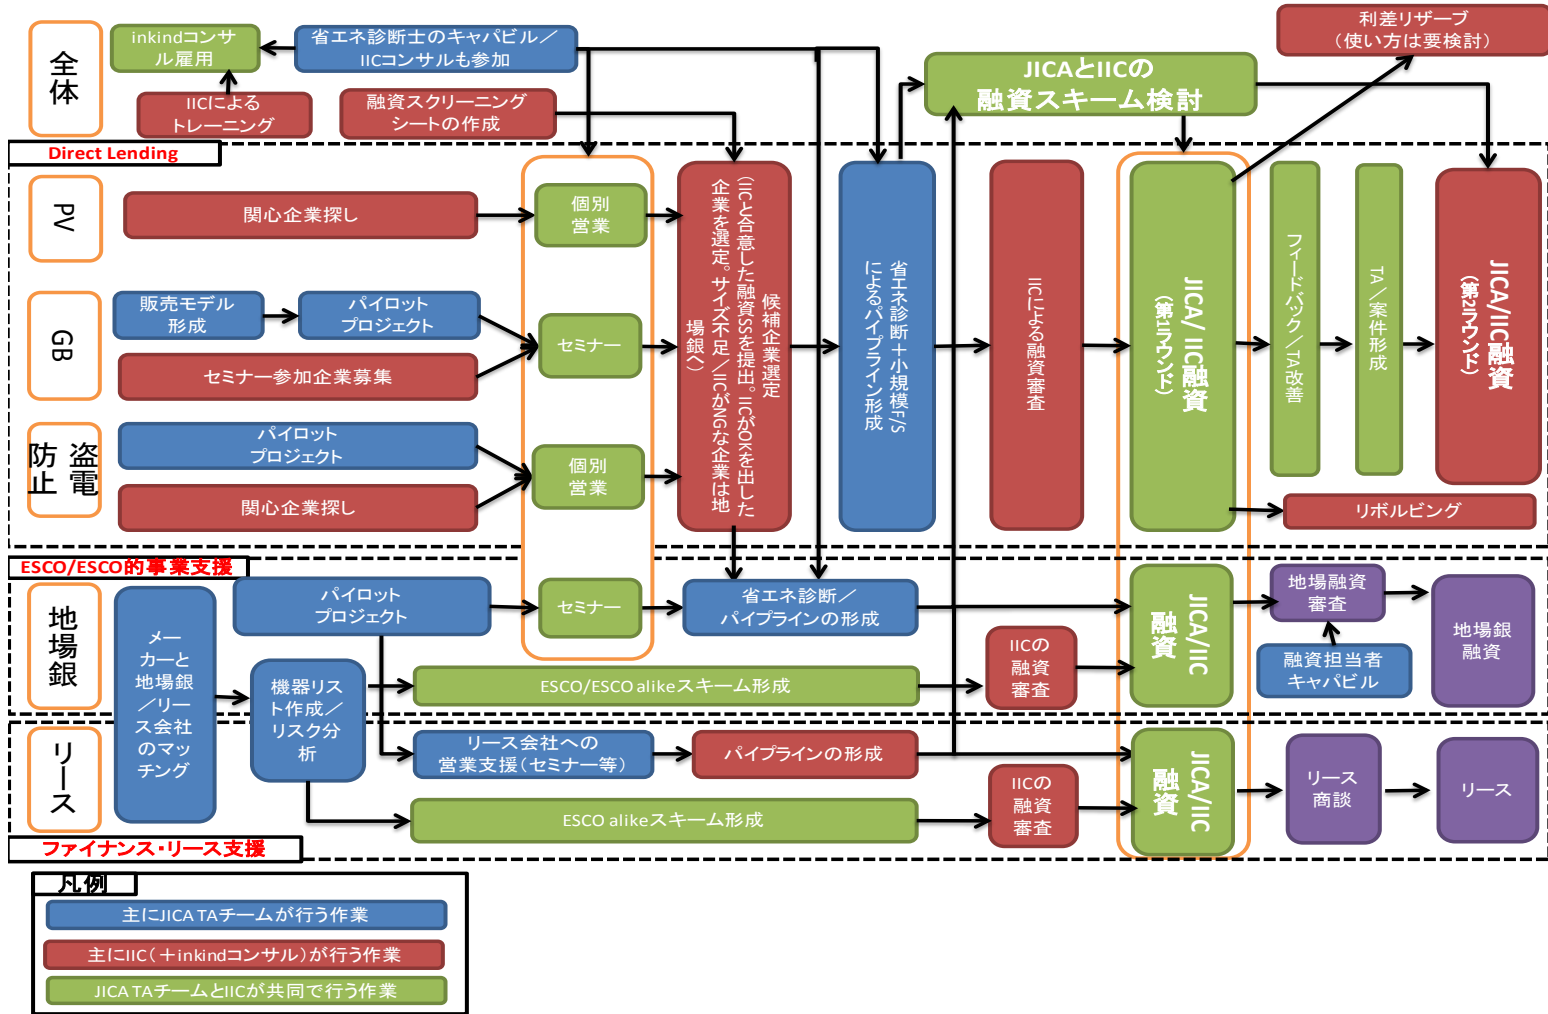 全
体
inkindコンサ
ル雇用
省エネ診断士のキャパビル／
IICコンサルも参加
利差リザーブ
（使い方は要検討）
JICAとIICの
融資スキーム検討
IICによる
トレーニング
融資スクリーニング
シートの作成
Direct Lending
PV
関心企業探し
個別
営業
候補企業選定
（IICと合意した融資SSを提出。IICがOKを出した
企業を選定。サイズ不足／IICがNGな企業は地
場銀へ）
省エネ診断＋小規模F/S
によるパイプライン形成
IICによる融資審査
JICA/ IIC融資
（第1ラウンド）
フィードバック／TA改善
TA／案件形成
JICA/IIC融資
（第2ラウンド）
GB
販売モデル
形成
パイロット
プロジェクト
セミナー参加企業募集
セミナー
盗電
防止
パイロット
プロジェクト
関心企業探し
個別
営業
リボルビング
ESCO/ESCO的事業支援
地
場
銀
メー
カーと
地場銀
／リー
ス会社
のマッ
チング
パイロット
プロジェクト
セミナー
省エネ診断／
パイプラインの形成
機器リス
ト作成／
リスク分
析
ESCO/ESCO alikeスキーム形成
IICの
融資
審査
JICA/IIC
融資
地場融資
審査
融資担当者
キャパビル
地場銀
融資
リ
ー
ス
リース会社への
営業支援（セミナー等）
パイプラインの形成
ESCO alikeスキーム形成
IICの
融資
審査
JICA/IIC
融資
リース
商談
リース
ファイナンス・リース支援
凡例
主にJICA TAチームが行う作業
主にIIC（＋inkindコンサル）が行う作業
JICA TAチームとIICが共同で行う作業